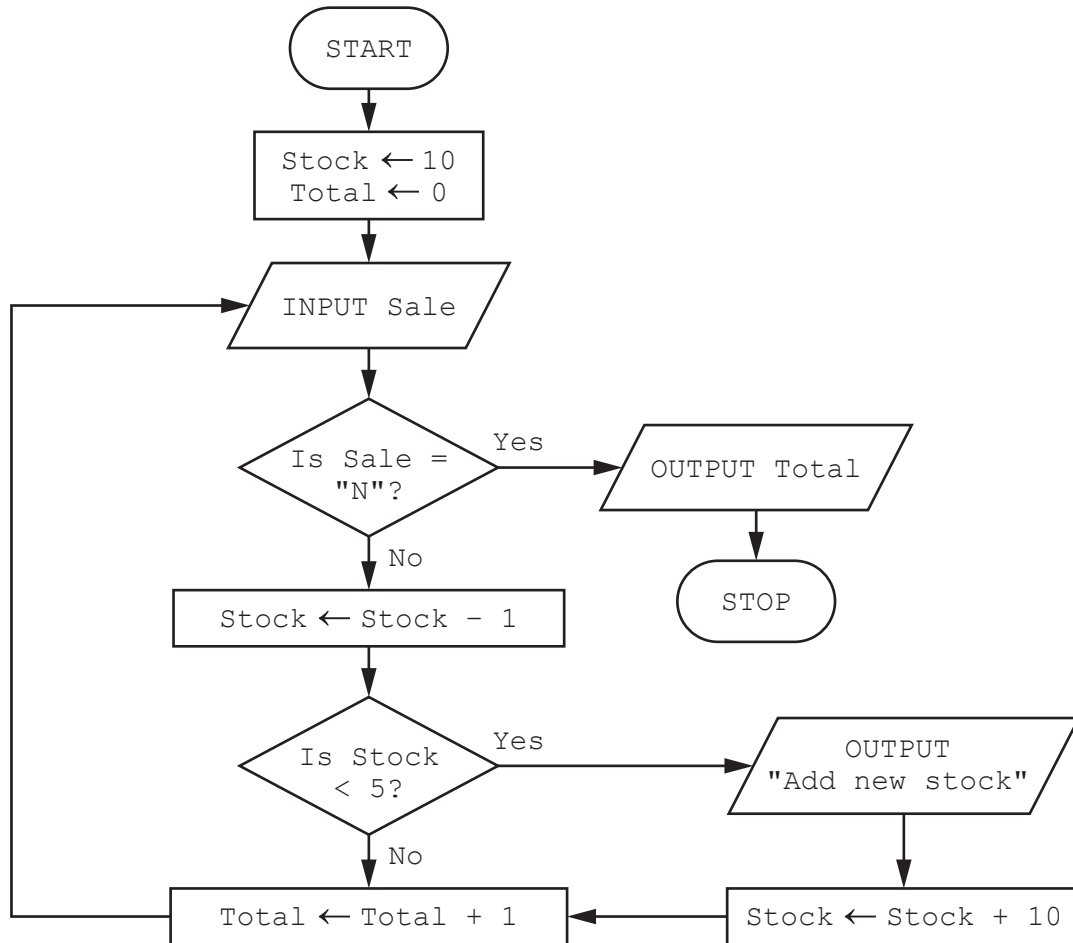 START
Stock ← 10
Total ← 0
INPUT Sale
Is Sale =
"N"?
Yes
OUTPUT Total
STOP
No
Stock ← Stock – 1
Is Stock
< 5?
Yes
OUTPUT
"Add new stock"
No
Total ← Total + 1
Stock ← Stock + 10